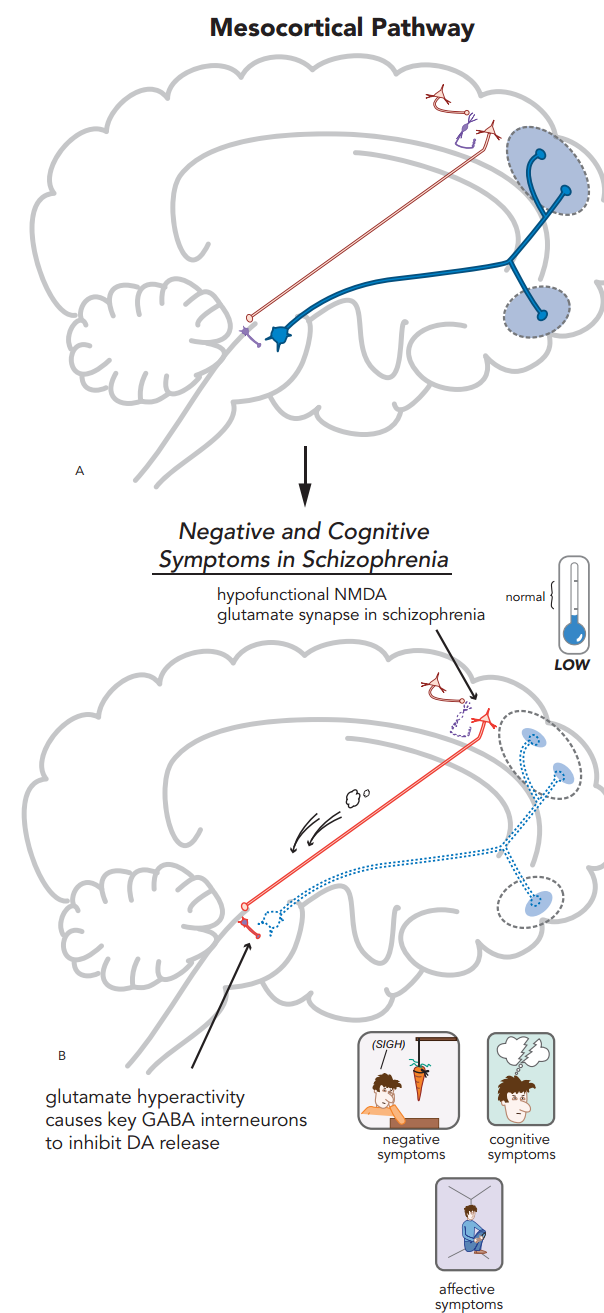 Mesocortical Pathway
A
Negative and Cognitive
Symptoms in Schizophrenia
hypofunctional NMDA
glutamate synapse in schizophrenia
normal
LOW
B
glutamate hyperactivity
causes key GABA interneurons
to inhibit DA release
(SIGH)
negative
symptoms
cognitive
symptoms
affective
symptoms